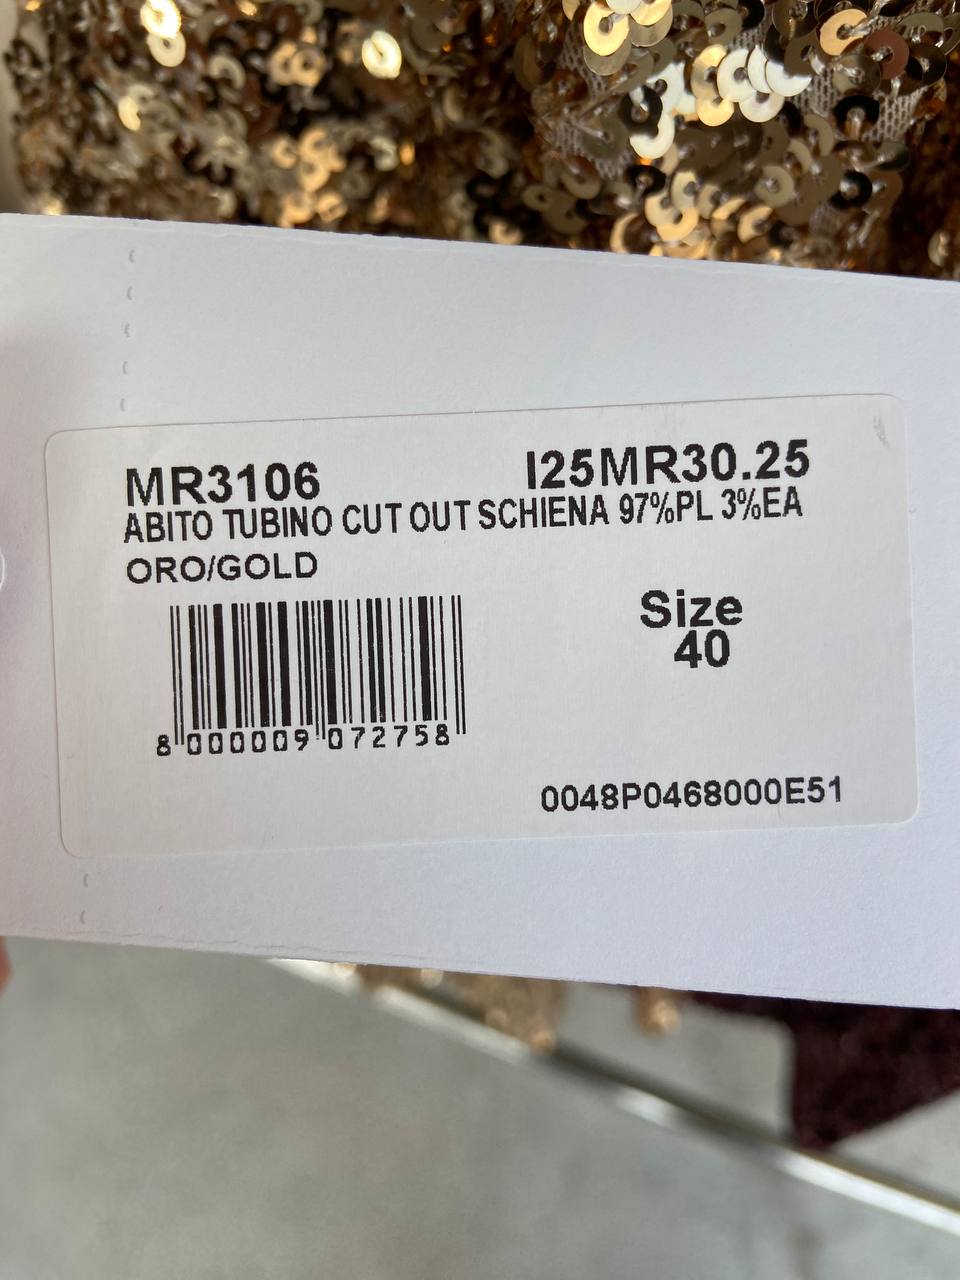 MR3106 I25MR30.25
ABITO TUBINO CUT OUT SCHIENA 97%PL 3%EA
ORO/GOLD
Size
40
8 000009 072758
0048P0468000E51